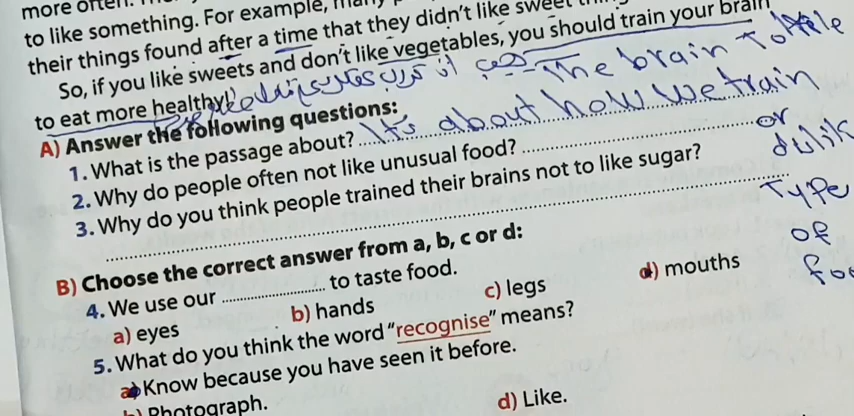 more often.
to like something. For example, many
their things found after a time that they didn't like sweet
So, if you like sweets and don't like vegetables, you should train your brain
to eat more healthy!
The brain To
A) Answer the following questions:
1. What is the passage about? It's about how we train
or
2. Why do people often not like unusual food?
3. Why do you think people trained their brains not to like sugar?
Type
of
B) Choose the correct answer from a, b, c or d:
4. We use our to taste food.
a) eyes b) hands c) legs d) mouths
5. What do you think the word "recognise" means?
a) Know because you have seen it before.
b) Photograph. d) Like.